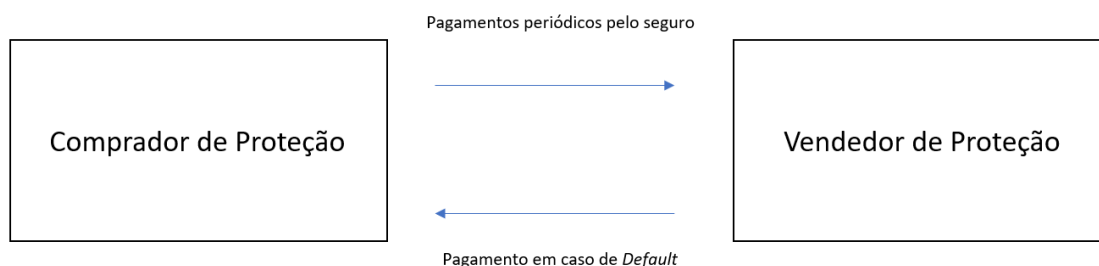 Pagamentos periódicos pelo seguro
Comprador de Proteção
Vendedor de Proteção
Pagamento em caso de Default